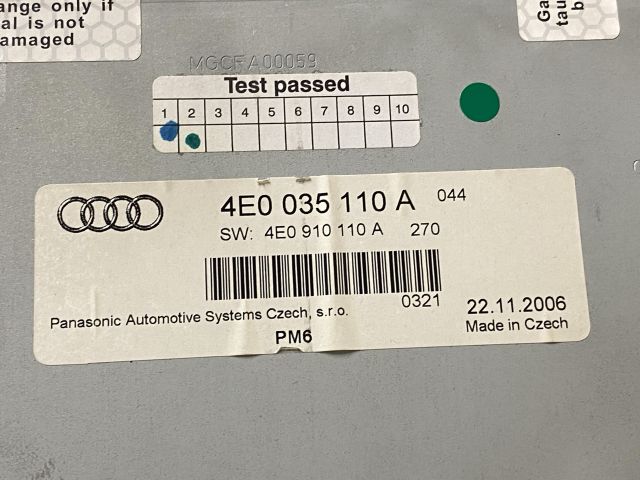 ange only if
al is not
amaged
Ga
tau
b
MGCFA00059
Test passed
1 2 3 4 5 6 7 8 9 10
4E0 035 110 A 044
SW: 4E0 910 110 A 270
0321
Panasonic Automotive Systems Czech, s.r.o.
22.11.2006
PM6
Made in Czech